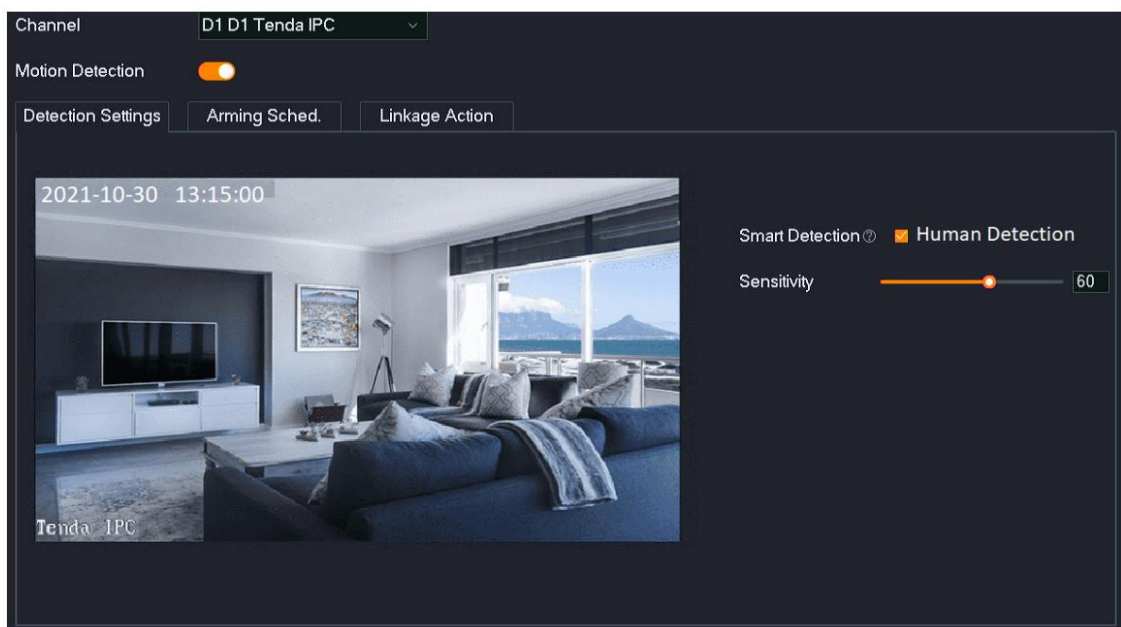 Channel D1 D1 Tenda IPC
Motion Detection
Detection Settings Arming Sched. Linkage Action
2021-10-30 13:15:00
Smart Detection ? Human Detection
Sensitivity 60
Tenda IPC